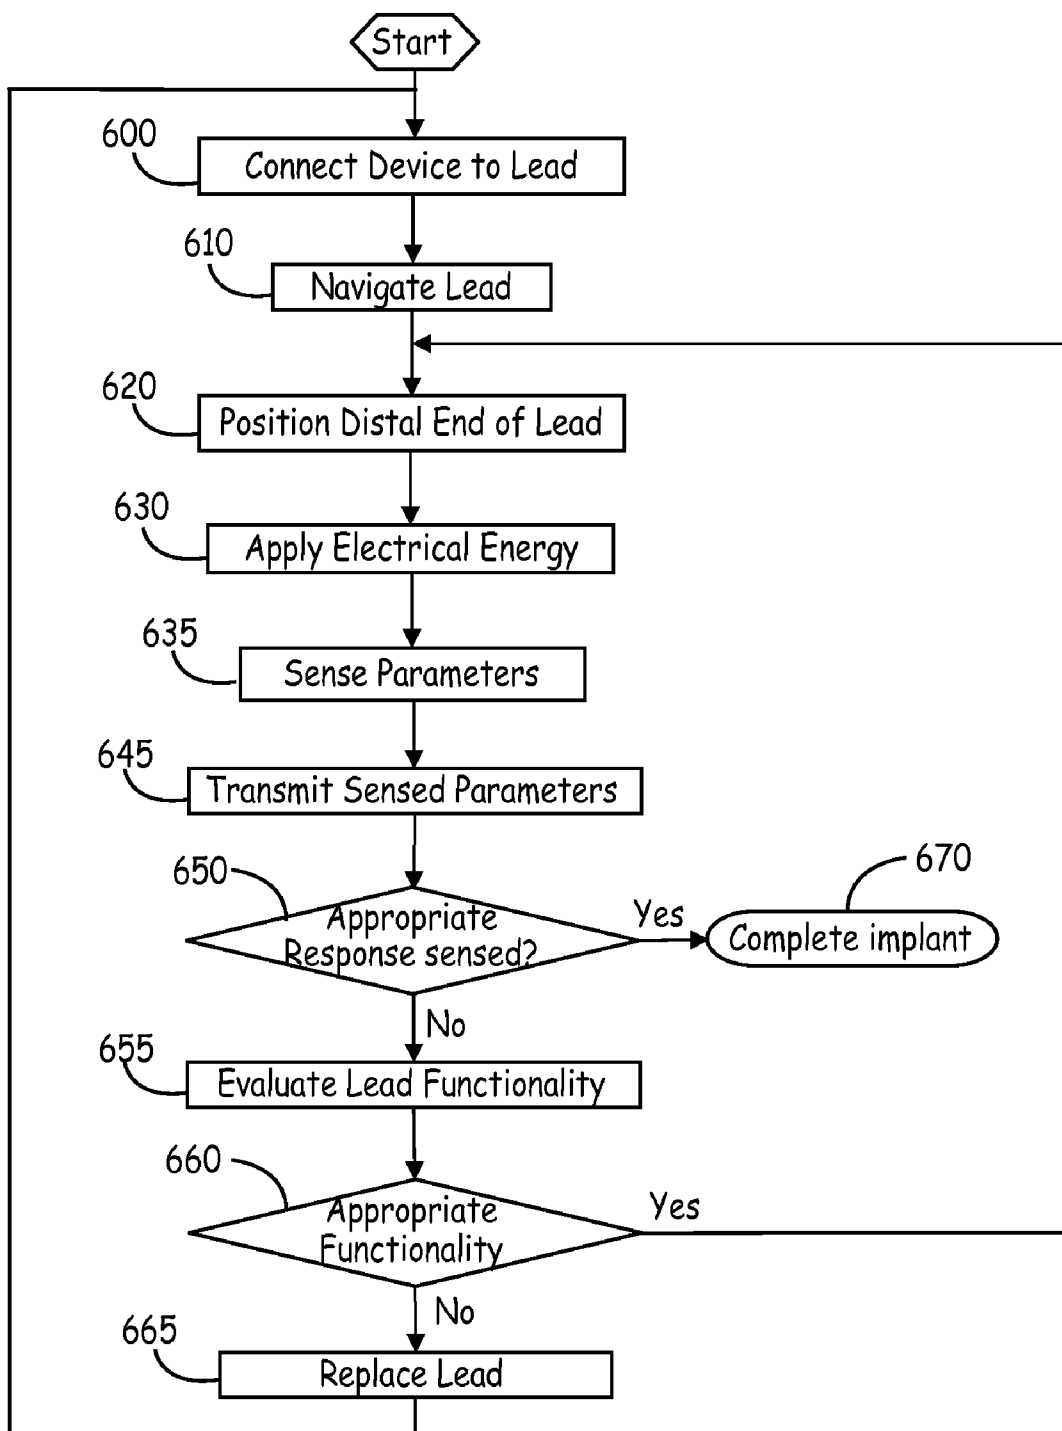 Start
600
Connect Device to Lead
610
Navigate Lead
620
Position Distal End of Lead
630
Apply Electrical Energy
635
Sense Parameters
645
Transmit Sensed Parameters
650
Appropriate
Response sensed?
Yes
670
Complete implant
No
655
Evaluate Lead Functionality
660
Appropriate
Functionality
Yes
No
665
Replace Lead